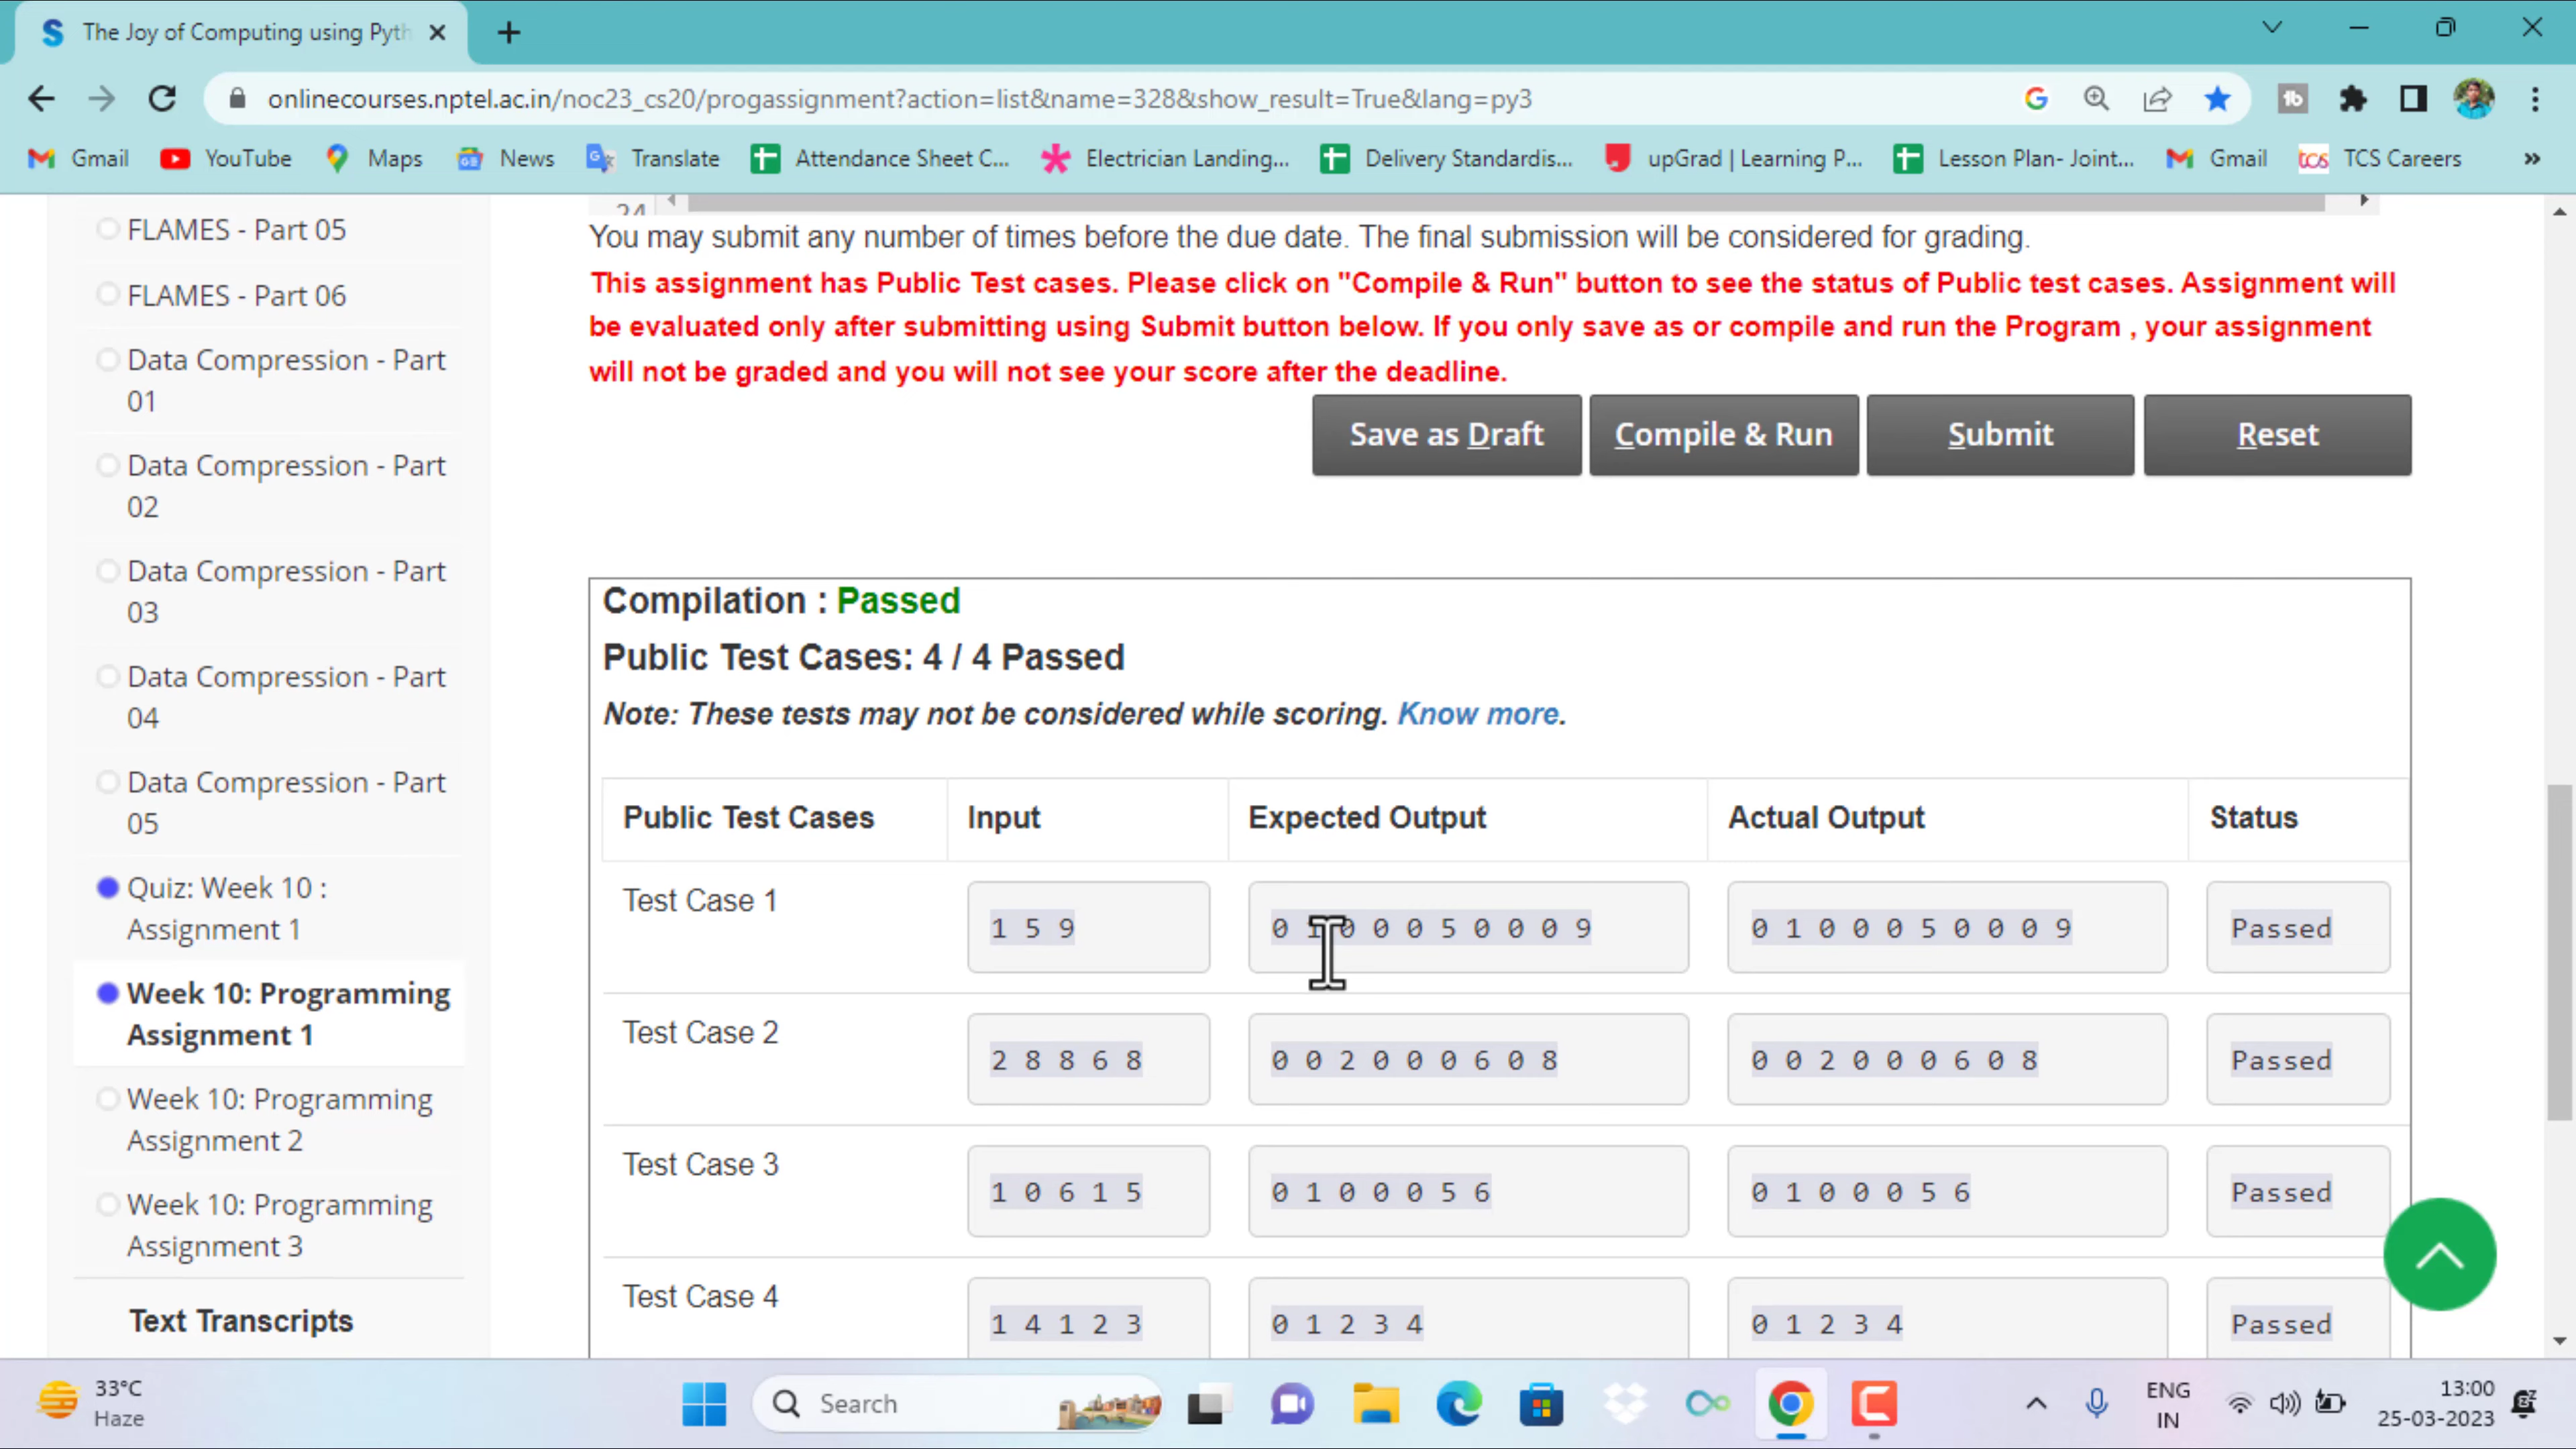 The Joy of Computing using Pyth
onlinecourses.nptel.ac.in/noc23_cs20/progassignment?action=list&name=328&show_result=True&lang=py3
Gmail YouTube Maps News Translate Attendance Sheet C... Electrician Landing... Delivery Standardis... upGrad | Learning P... Lesson Plan- Joint... Gmail tcs TCS Careers »
FLAMES - Part 05
FLAMES - Part 06
Data Compression - Part
01
Data Compression - Part
02
Data Compression - Part
03
Data Compression - Part
04
Data Compression - Part
05
Quiz: Week 10 :
Assignment 1
Week 10: Programming
Assignment 1
Week 10: Programming
Assignment 2
Week 10: Programming
Assignment 3
Text Transcripts
24
You may submit any number of times before the due date. The final submission will be considered for grading.
This assignment has Public Test cases. Please click on "Compile & Run" button to see the status of Public test cases. Assignment will
be evaluated only after submitting using Submit button below. If you only save as or compile and run the Program , your assignment
will not be graded and you will not see your score after the deadline.
Save as Draft Compile & Run Submit Reset
Compilation : Passed
Public Test Cases: 4 / 4 Passed
Note: These tests may not be considered while scoring. Know more.
Public Test Cases Input Expected Output Actual Output Status
Test Case 1 1 5 9 0 1 0 0 0 5 0 0 0 9 0 1 0 0 0 5 0 0 0 9 Passed
Test Case 2 2 8 8 6 8 0 0 2 0 0 0 6 0 8 0 0 2 0 0 0 6 0 8 Passed
Test Case 3 1 0 6 1 5 0 1 0 0 0 5 6 0 1 0 0 0 5 6 Passed
Test Case 4 1 4 1 2 3 0 1 2 3 4 0 1 2 3 4 Passed
33°C
Haze
Search
ENG
IN
13:00
25-03-2023